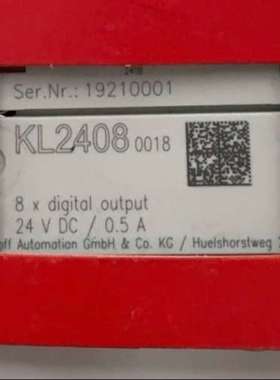 Ser.Nr.: 19210001
KL2408 0018
8 x digital output
24 V DC / 0.5 A
Automation GmbH & Co. KG / Huelshorstweg